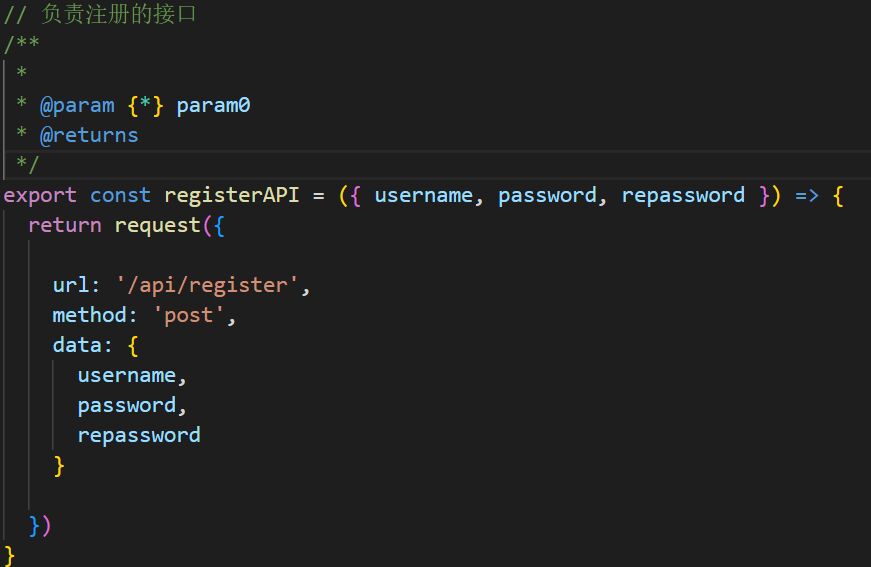 // 负责注册的接口
/**
 *
 * @param {*} param0
 * @returns
 */
export const registerAPI = ({ username, password, repassword }) => {
  return request({
    url: '/api/register',
    method: 'post',
    data: {
      username,
      password,
      repassword
    }
  })
}